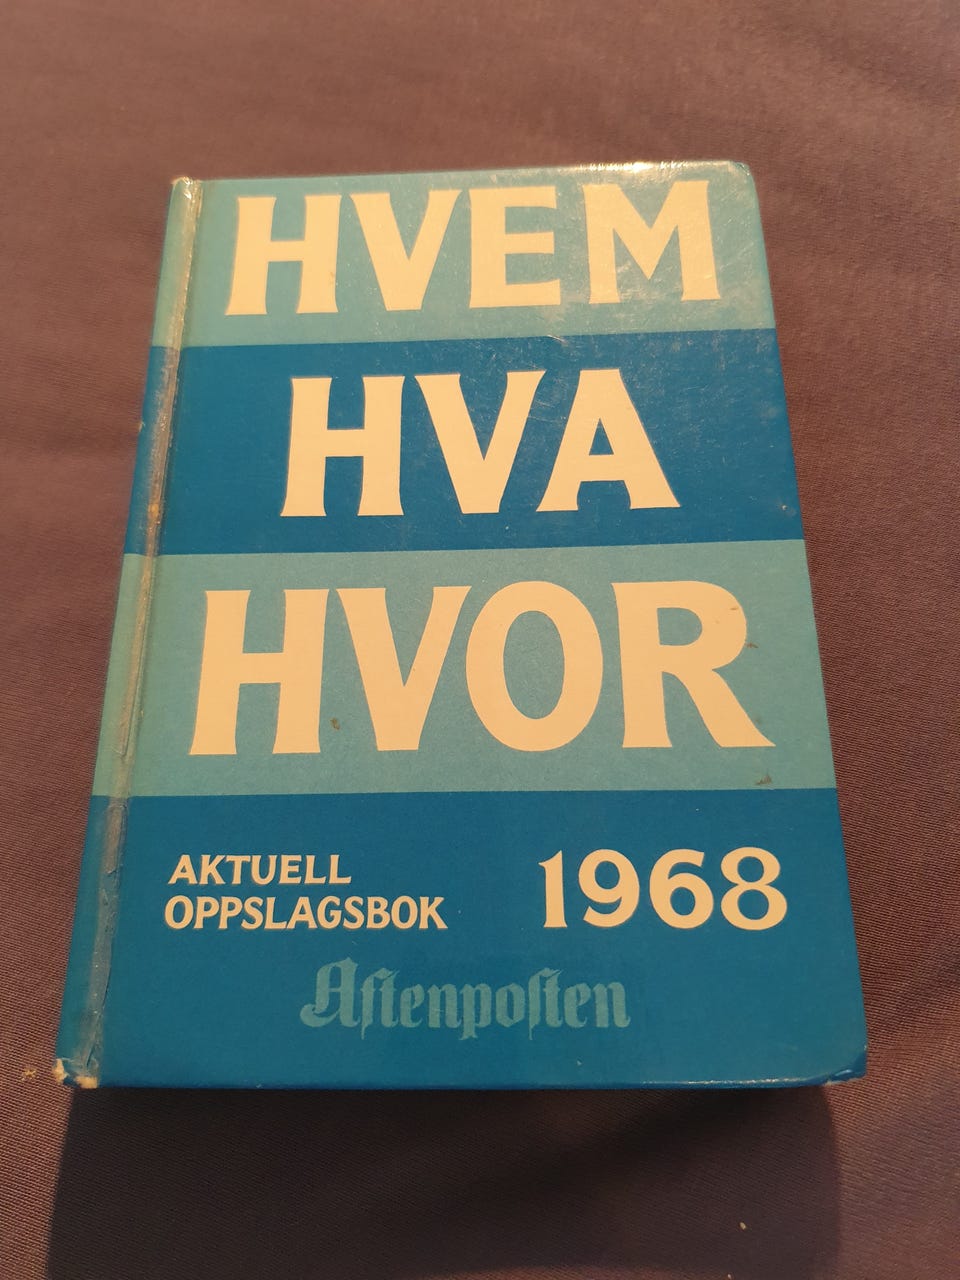 HVEM
HVA
HVOR
AKTUELL
OPPSLAGSBOK
1968
Aftenposten